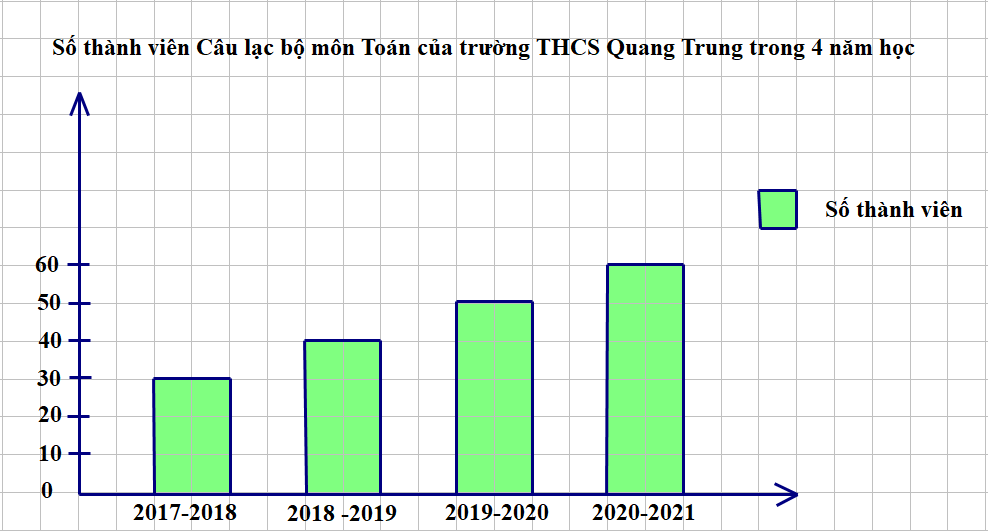 Số thành viên Câu lạc bộ môn Toán của trường THCS Quang Trung trong 4 năm học
Số thành viên
60
50
40
30
20
10
0
2017-2018 2018 -2019 2019-2020 2020-2021